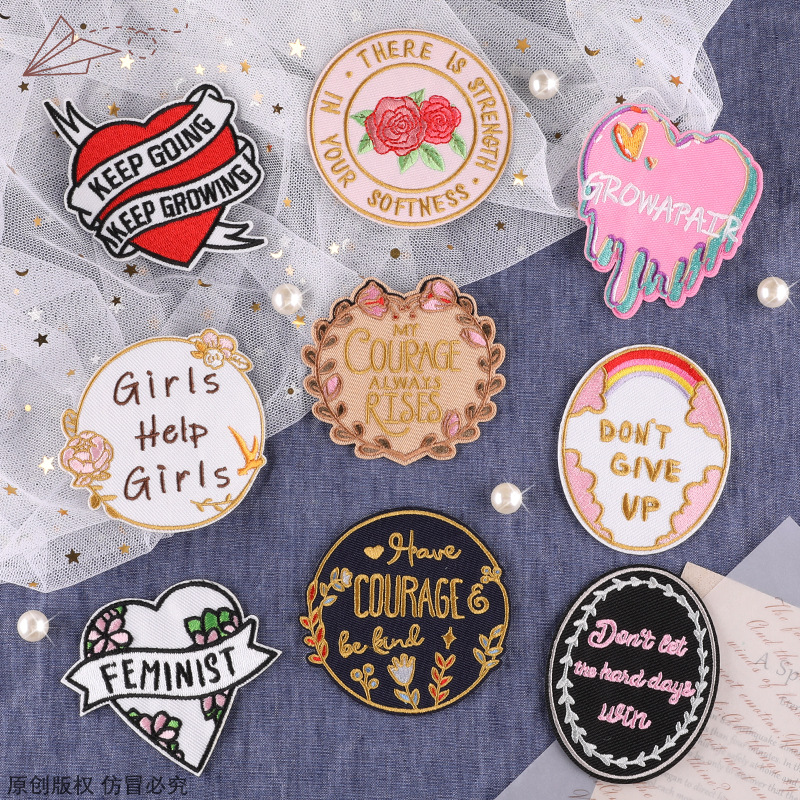 KEEP GOING
KEEP GROWING!
THERE IS STRENGTH
IN YOUR SOFTNESS
GROWAPAIR
Girls
Help
Girls
MY
COURAGE
ALWAYS
RISES
DON'T
GIVE
UP
FEMINIST
Have
COURAGE &
be kind
Don't let
the hard days
win
A Sp
原创版权 仿冒必究